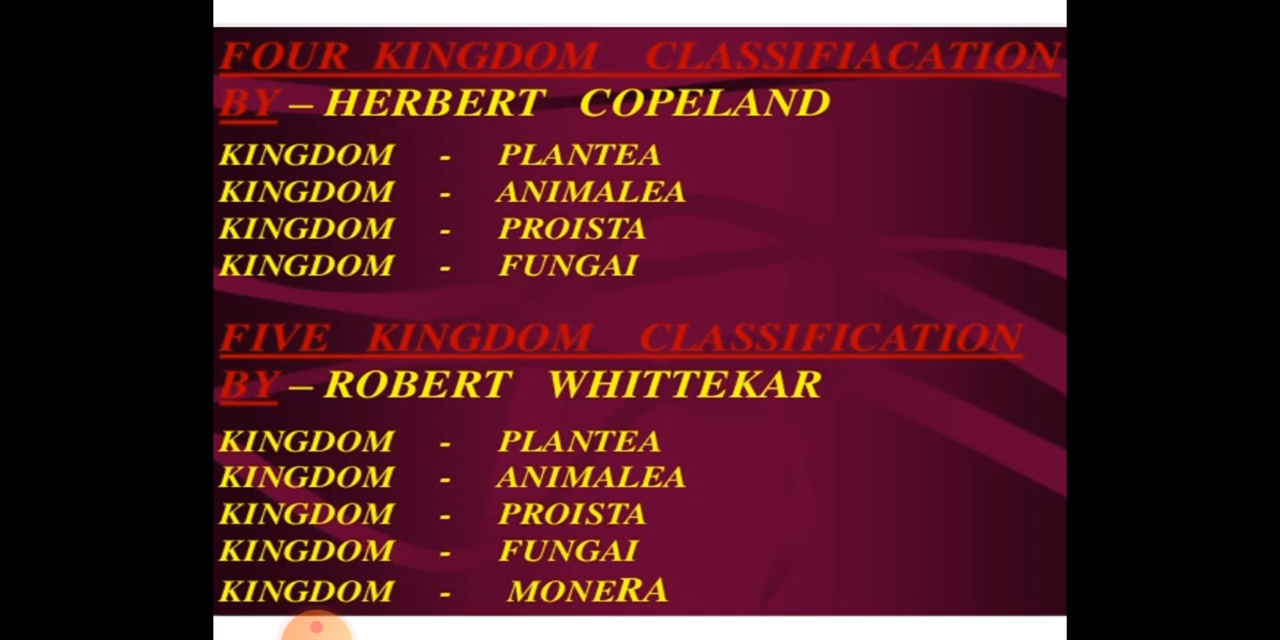 FOUR KINGDOM CLASSIFIACATION
BY – HERBERT COPELAND
KINGDOM - PLANTEA
KINGDOM - ANIMALEA
KINGDOM - PROISTA
KINGDOM - FUNGAI
FIVE KINGDOM CLASSIFICATION
BY – ROBERT WHITTEKAR
KINGDOM - PLANTEA
KINGDOM - ANIMALEA
KINGDOM - PROISTA
KINGDOM - FUNGAI
KINGDOM - MONERA